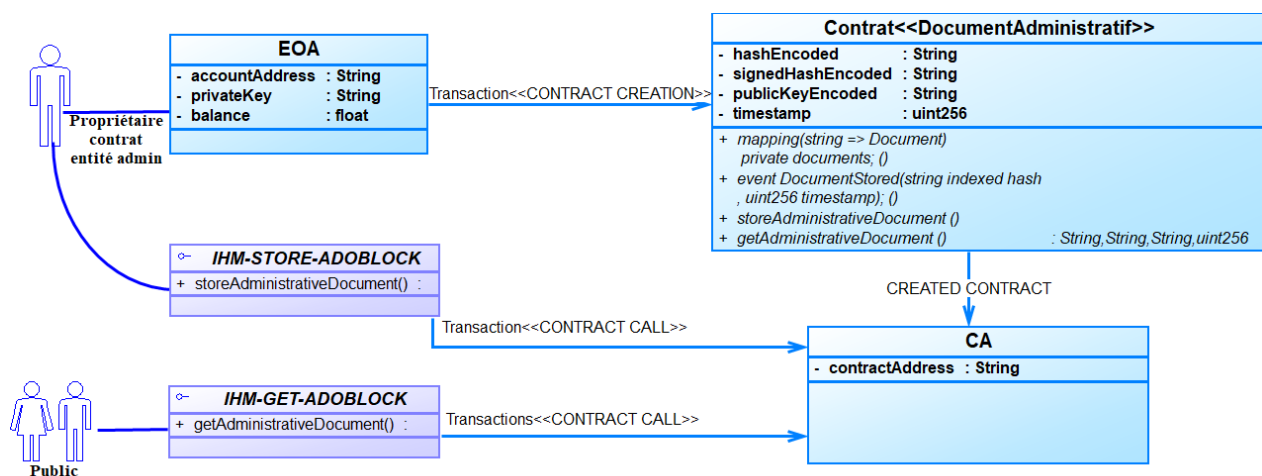 EOA
- accountAddress : String
- privateKey : String
- balance : float
Propriétaire
contrat
entité admin
Transaction<<CONTRACT CREATION>>
Contrat<<DocumentAdministratif>>
- hashEncoded : String
- signedHashEncoded : String
- publicKeyEncoded : String
- timestamp : uint256
+ mapping(string => Document)
private documents; ()
+ event DocumentStored(string indexed hash
, uint256 timestamp); ()
+ storeAdministrativeDocument ()
+ getAdministrativeDocument () : String,String,String,uint256
IHM-STORE-ADOBLOCK
+ storeAdministrativeDocument() :
CREATED CONTRACT
Transaction<<CONTRACT CALL>>
CA
- contractAddress : String
IHM-GET-ADOBLOCK
+ getAdministrativeDocument() :
Transactions<<CONTRACT CALL>>
Public